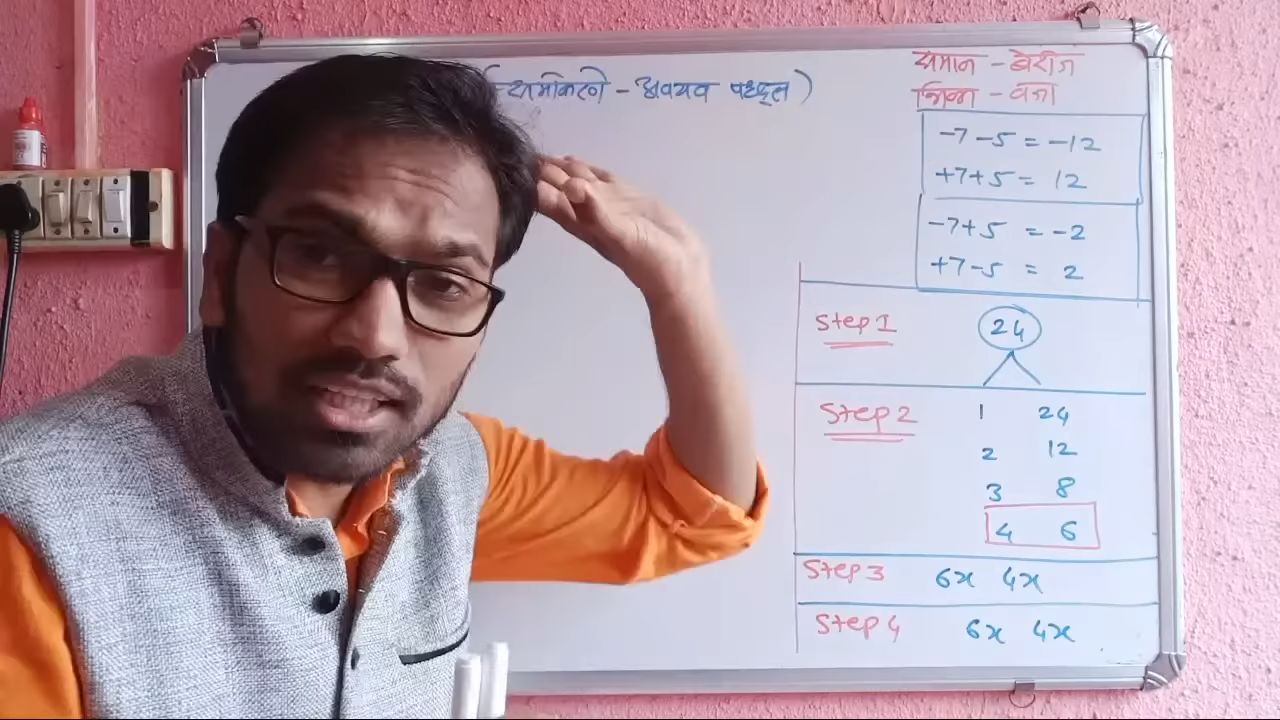 समीकरणे - अवयव पध्दत)
समान - बेरीज
भिन्न - वजा
-7-5=-12
+7+5= 12
-7+5 = -2
+7-5 = 2
Step 1 24
Step 2 1 24
2 12
3 8
4 6
Step 3 6x 4x
Step 4 6x 4x